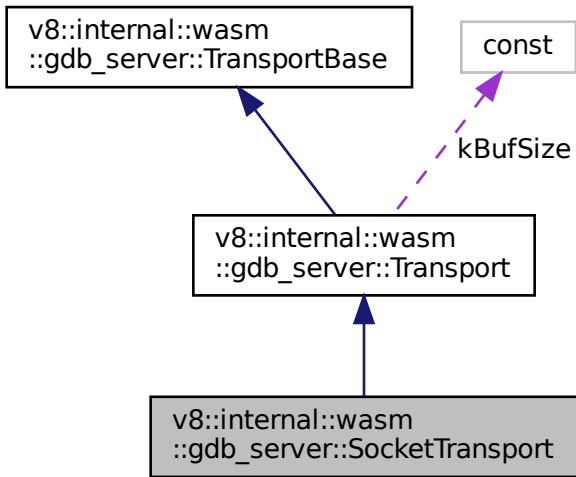 v8::internal::wasm
::gdb_server::TransportBase
const
kBufSize
v8::internal::wasm
::gdb_server::Transport
v8::internal::wasm
::gdb_server::SocketTransport